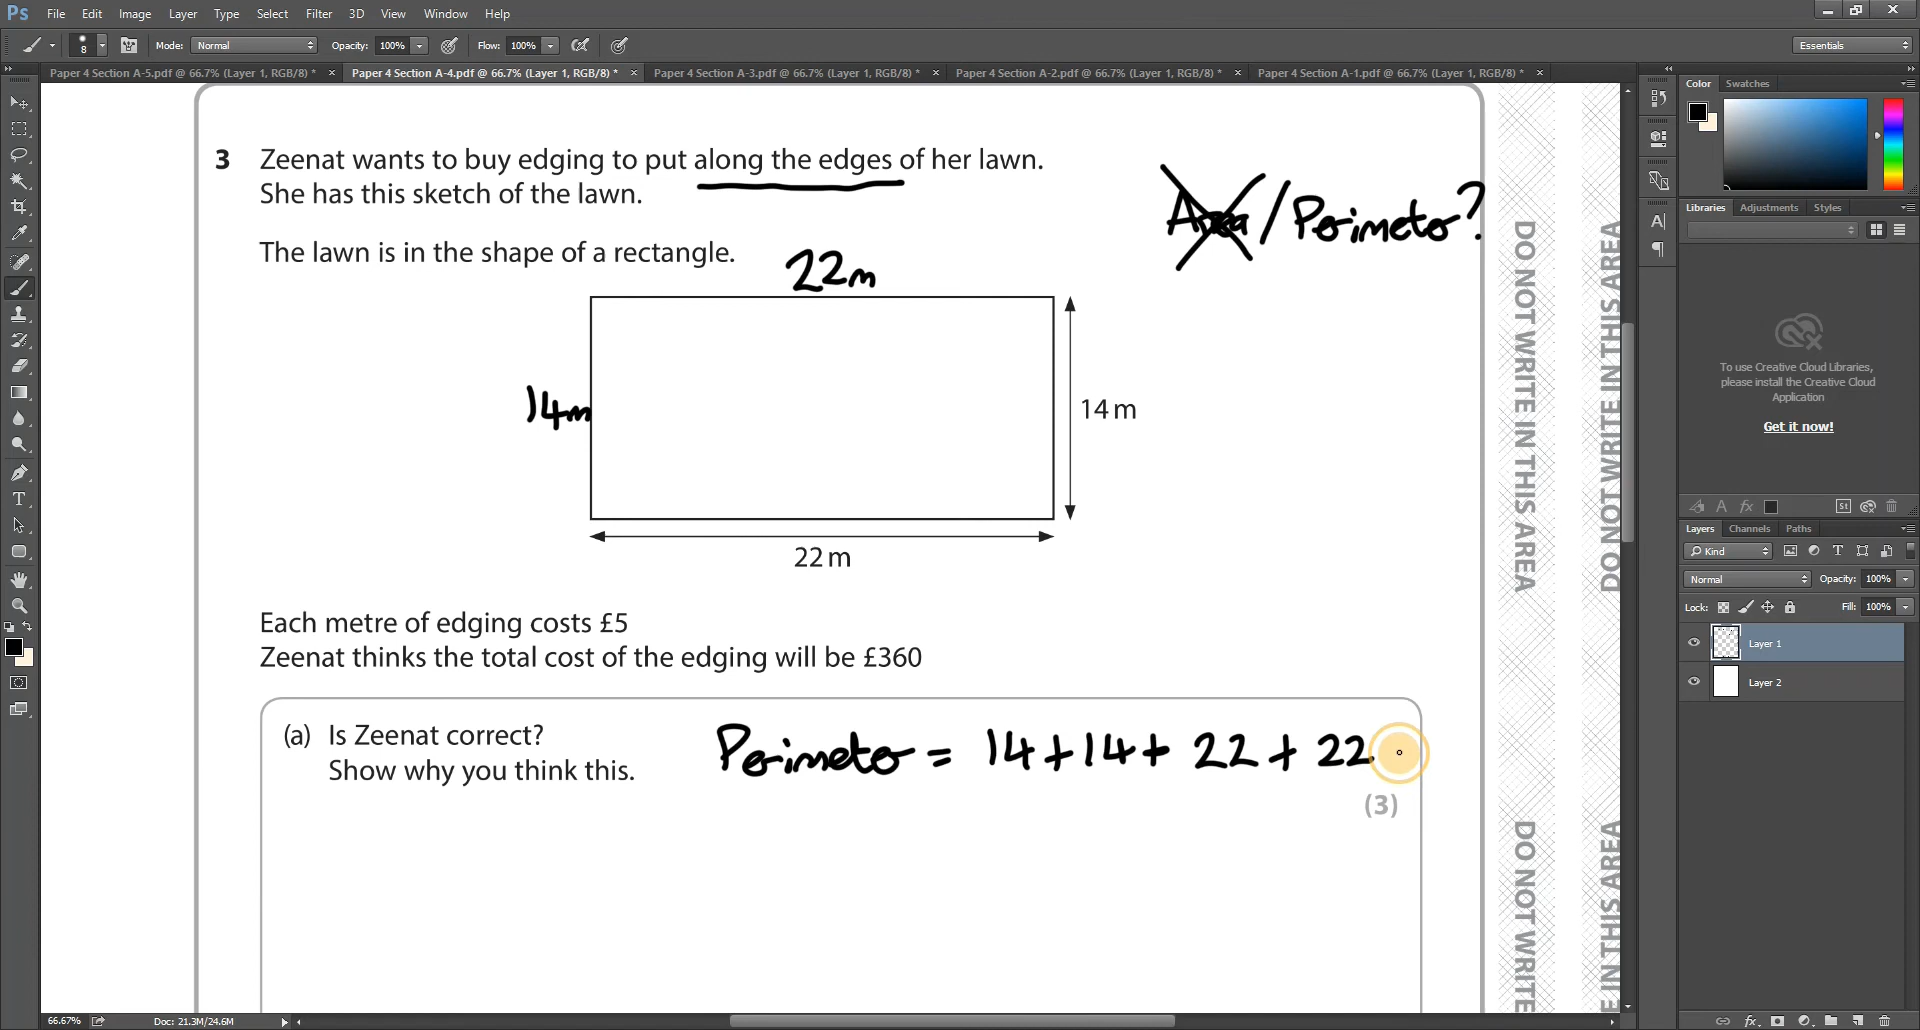 Ps File Edit Image Layer Type Select Filter 3D View Window Help
8 Mode: Normal Opacity: 100% Flow: 100% Essentials
Paper 4 Section A-5.pdf @ 66.7% (Layer 1, RGB/8) * × Paper 4 Section A-4.pdf @ 66.7% (Layer 1, RGB/8) * × Paper 4 Section A-3.pdf @ 66.7% (Layer 1, RGB/8) * × Paper 4 Section A-2.pdf @ 66.7% (Layer 1, RGB/8) * × Paper 4 Section A-1.pdf @ 66.7% (Layer 1, RGB/8) * ×
3 Zeenat wants to buy edging to put along the edges of her lawn.
She has this sketch of the lawn.
Area / Perimeter?
The lawn is in the shape of a rectangle.
22m
14m
14 m
22 m
Each metre of edging costs £5
Zeenat thinks the total cost of the edging will be £360
(a) Is Zeenat correct?
Show why you think this.
Perimeter = 14+14+ 22 + 22
(3)
DO NOT WRITE IN THIS AREA
DO NOT WRITE IN THIS AREA
DO NOT WRITE
E IN THIS AREA
Color Swatches
Libraries Adjustments Styles
To use Creative Cloud Libraries,
please install the Creative Cloud
Application
Get it now!
Layers Channels Paths
Kind
Normal Opacity: 100%
Lock: Fill: 100%
Layer 1
Layer 2
66.67% Doc: 21.3M/24.6M